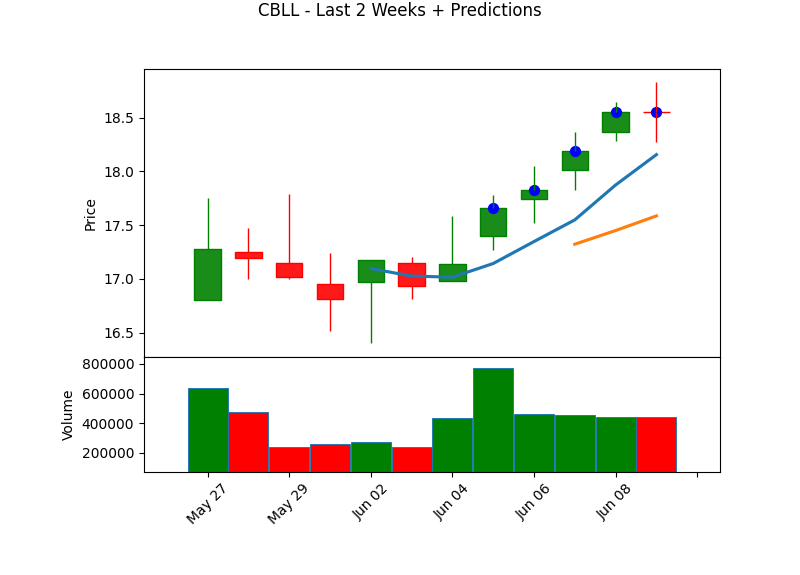 CBLL - Last 2 Weeks + Predictions
Price
18.5
18.0
17.5
17.0
16.5
Volume
800000
600000
400000
200000
May 27
May 29
Jun 02
Jun 04
Jun 06
Jun 08